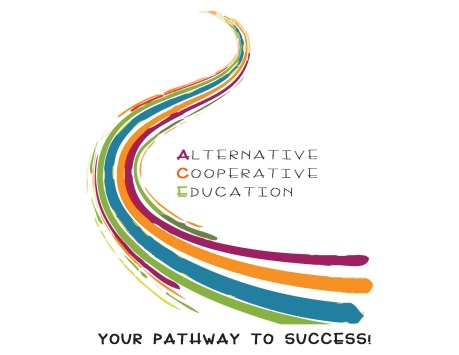 ALTERNATIVE
COOPERATIVE
EDUCATION
YOUR PATHWAY TO SUCCESS!